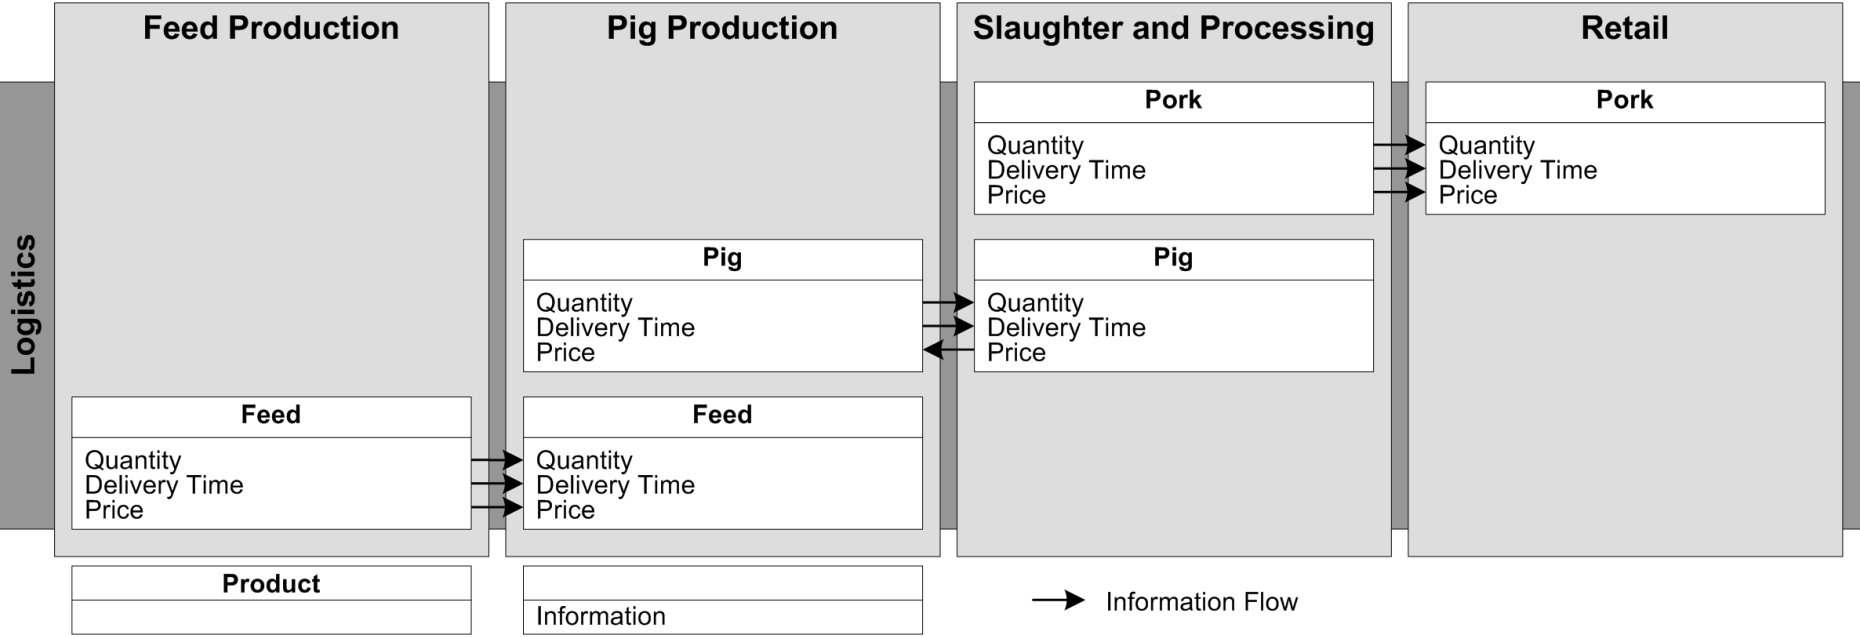 Feed Production
Pig Production
Slaughter and Processing
Retail
Logistics
Pork
Quantity
Delivery Time
Price
Pork
Quantity
Delivery Time
Price
Pig
Quantity
Delivery Time
Price
Pig
Quantity
Delivery Time
Price
Feed
Quantity
Delivery Time
Price
Feed
Quantity
Delivery Time
Price
Product
Information
Information Flow